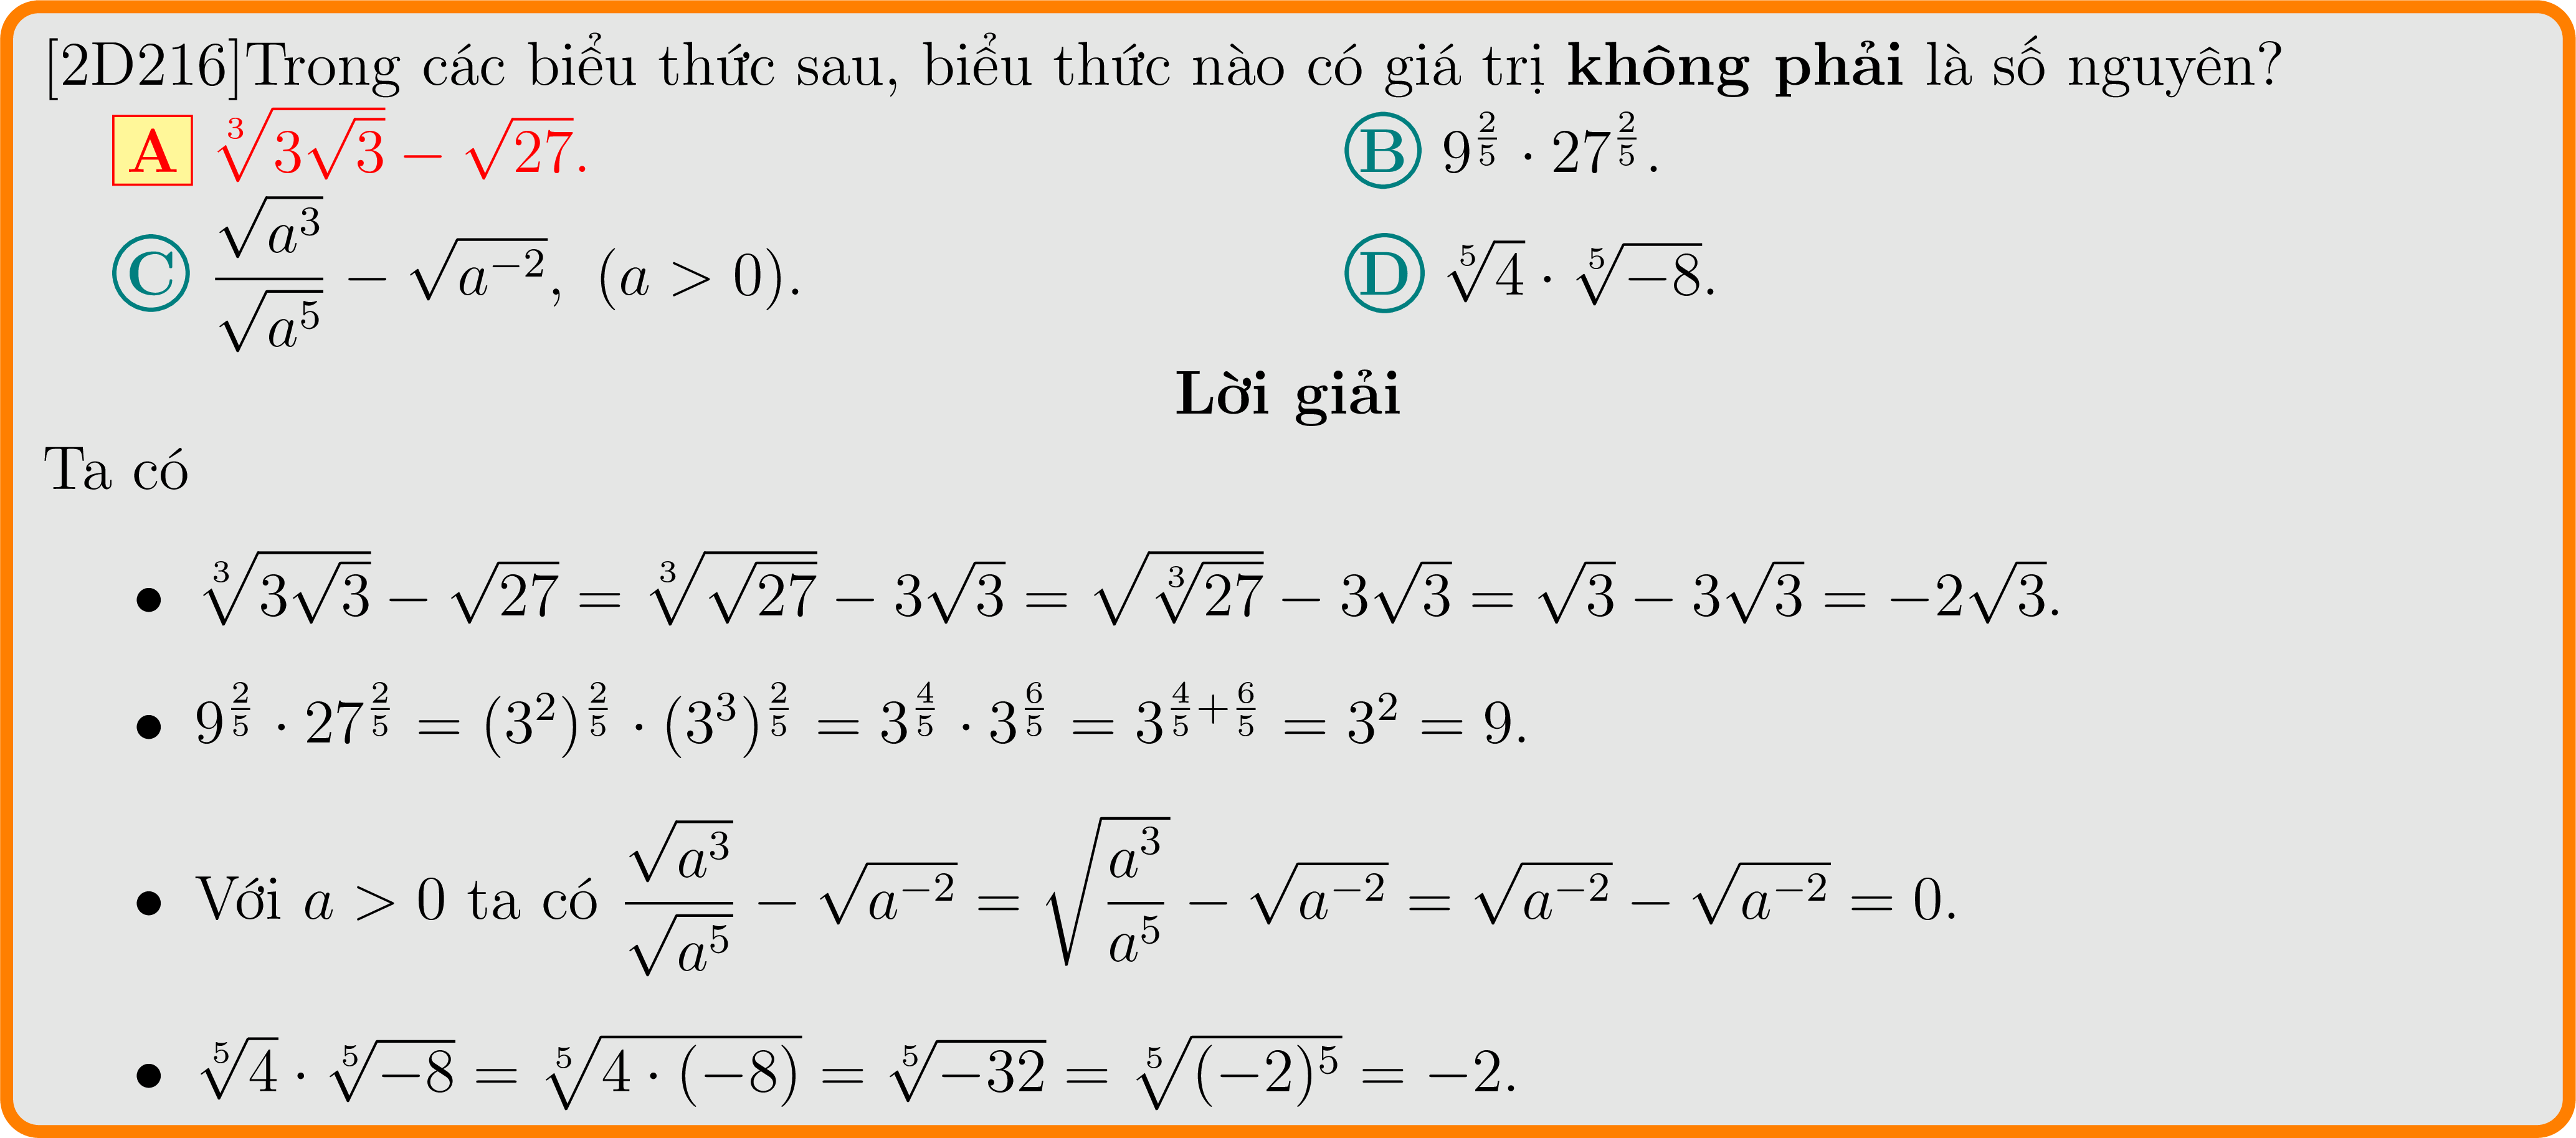 [2D216]Trong các biểu thức sau, biểu thức nào có giá trị không phải là số nguyên?
A $\sqrt[3]{3\sqrt{3}} - \sqrt{27}$. B $9^{\frac{2}{5}} \cdot 27^{\frac{2}{5}}$.
C $\dfrac{\sqrt{a^3}}{\sqrt{a^5}} - \sqrt{a^{-2}}, \ (a > 0)$. D $\sqrt[5]{4} \cdot \sqrt[5]{-8}$.
Lời giải
Ta có
• $\sqrt[3]{3\sqrt{3}} - \sqrt{27} = \sqrt[3]{\sqrt{27}} - 3\sqrt{3} = \sqrt{\sqrt[3]{27}} - 3\sqrt{3} = \sqrt{3} - 3\sqrt{3} = -2\sqrt{3}$.
• $9^{\frac{2}{5}} \cdot 27^{\frac{2}{5}} = (3^2)^{\frac{2}{5}} \cdot (3^3)^{\frac{2}{5}} = 3^{\frac{4}{5}} \cdot 3^{\frac{6}{5}} = 3^{\frac{4}{5}+\frac{6}{5}} = 3^2 = 9$.
• Với $a > 0$ ta có $\dfrac{\sqrt{a^3}}{\sqrt{a^5}} - \sqrt{a^{-2}} = \sqrt{\dfrac{a^3}{a^5}} - \sqrt{a^{-2}} = \sqrt{a^{-2}} - \sqrt{a^{-2}} = 0$.
• $\sqrt[5]{4} \cdot \sqrt[5]{-8} = \sqrt[5]{4 \cdot (-8)} = \sqrt[5]{-32} = \sqrt[5]{(-2)^5} = -2$.